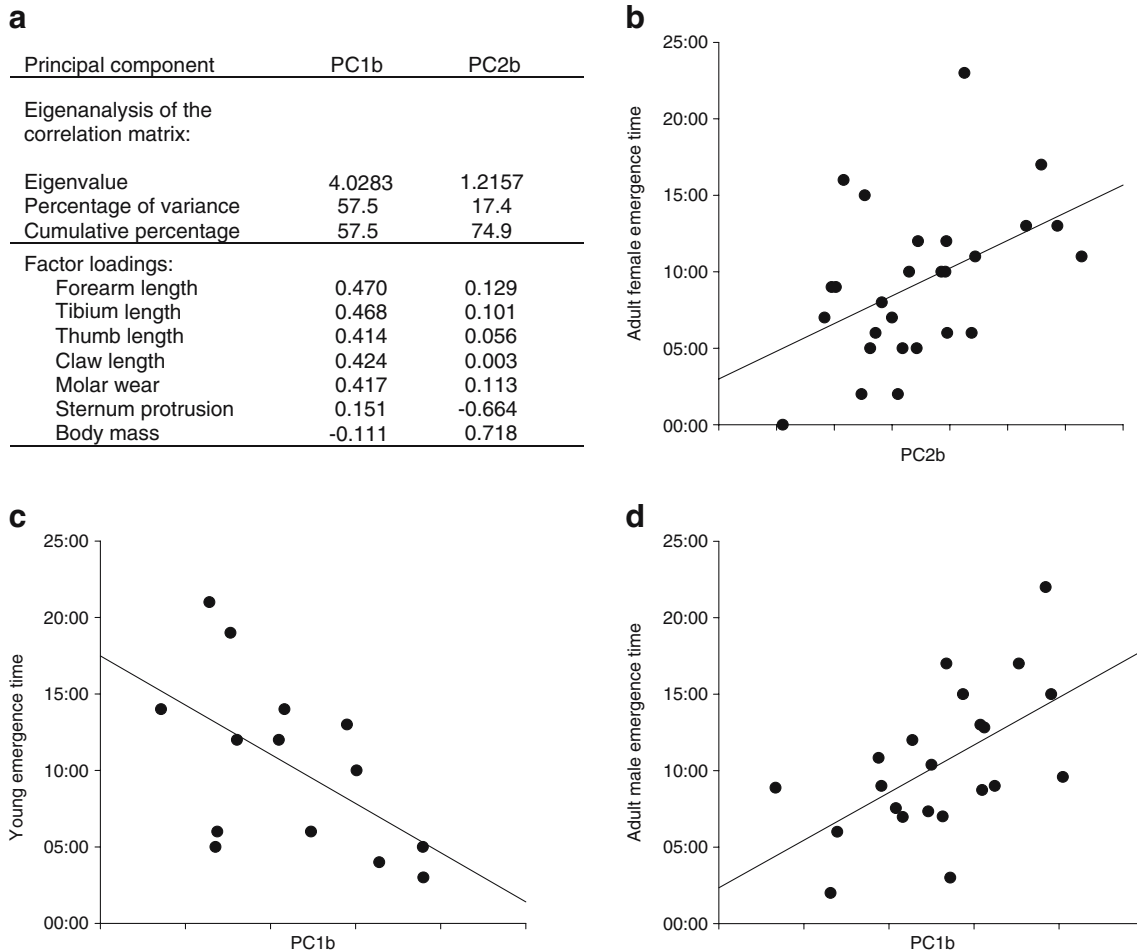 a
Principal component PC1b PC2b
Eigenanalysis of the
correlation matrix:
Eigenvalue 4.0283 1.2157
Percentage of variance 57.5 17.4
Cumulative percentage 57.5 74.9
Factor loadings:
Forearm length 0.470 0.129
Tibium length 0.468 0.101
Thumb length 0.414 0.056
Claw length 0.424 0.003
Molar wear 0.417 0.113
Sternum protrusion 0.151 -0.664
Body mass -0.111 0.718
b
Adult female emergence time
25:00
20:00
15:00
10:00
05:00
00:00
PC2b
c
Young emergence time
25:00
20:00
15:00
10:00
05:00
00:00
PC1b
d
Adult male emergence time
25:00
20:00
15:00
10:00
05:00
00:00
PC1b